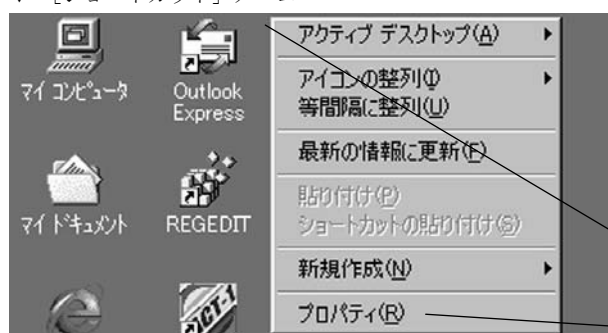 マイ コンピュータ
Outlook
Express
マイ ドキュメント
REGEDIT
アクティブ デスクトップ(A)
アイコンの整列(I)
等間隔に整列(U)
最新の情報に更新(F)
貼り付け(P)
ショートカットの貼り付け(S)
新規作成(N)
プロパティ(R)